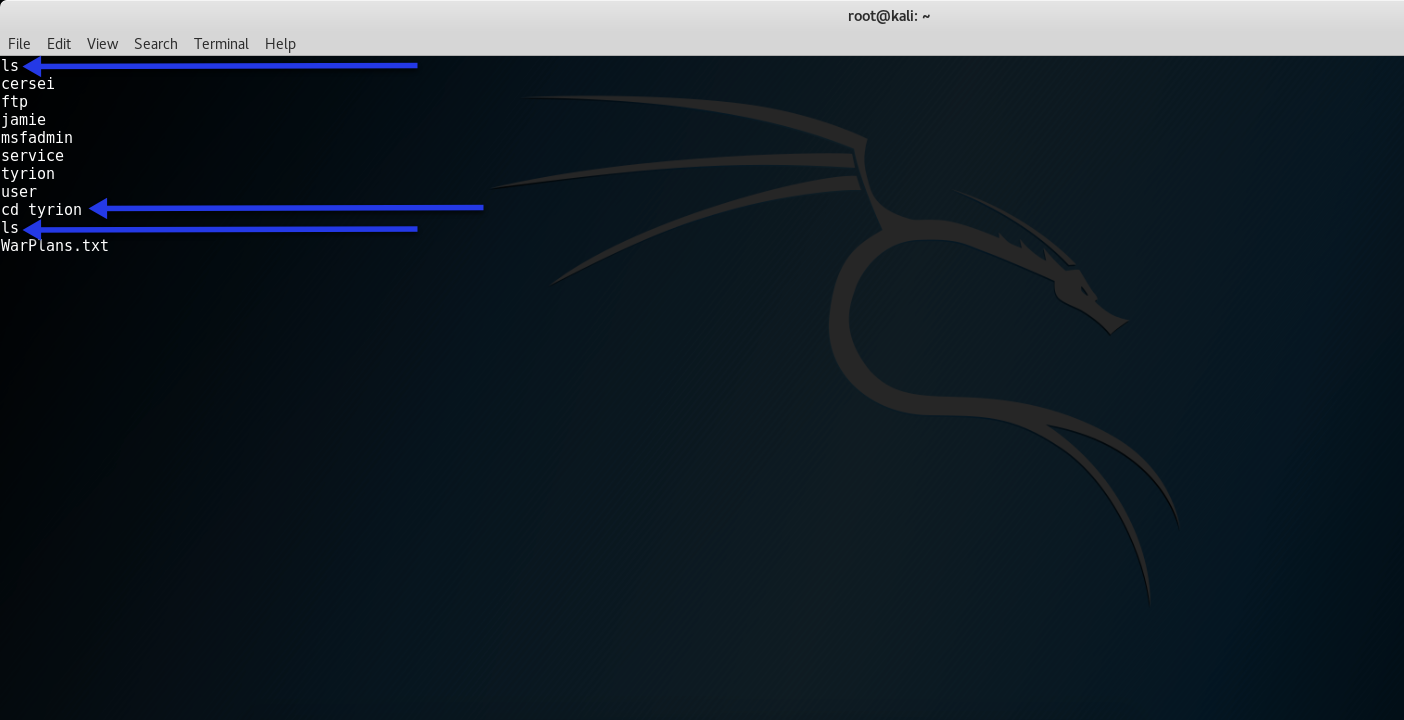 root@kali: ~
File Edit View Search Terminal Help
ls
cersei
ftp
jamie
msfadmin
service
tyrion
user
cd tyrion
ls
WarPlans.txt